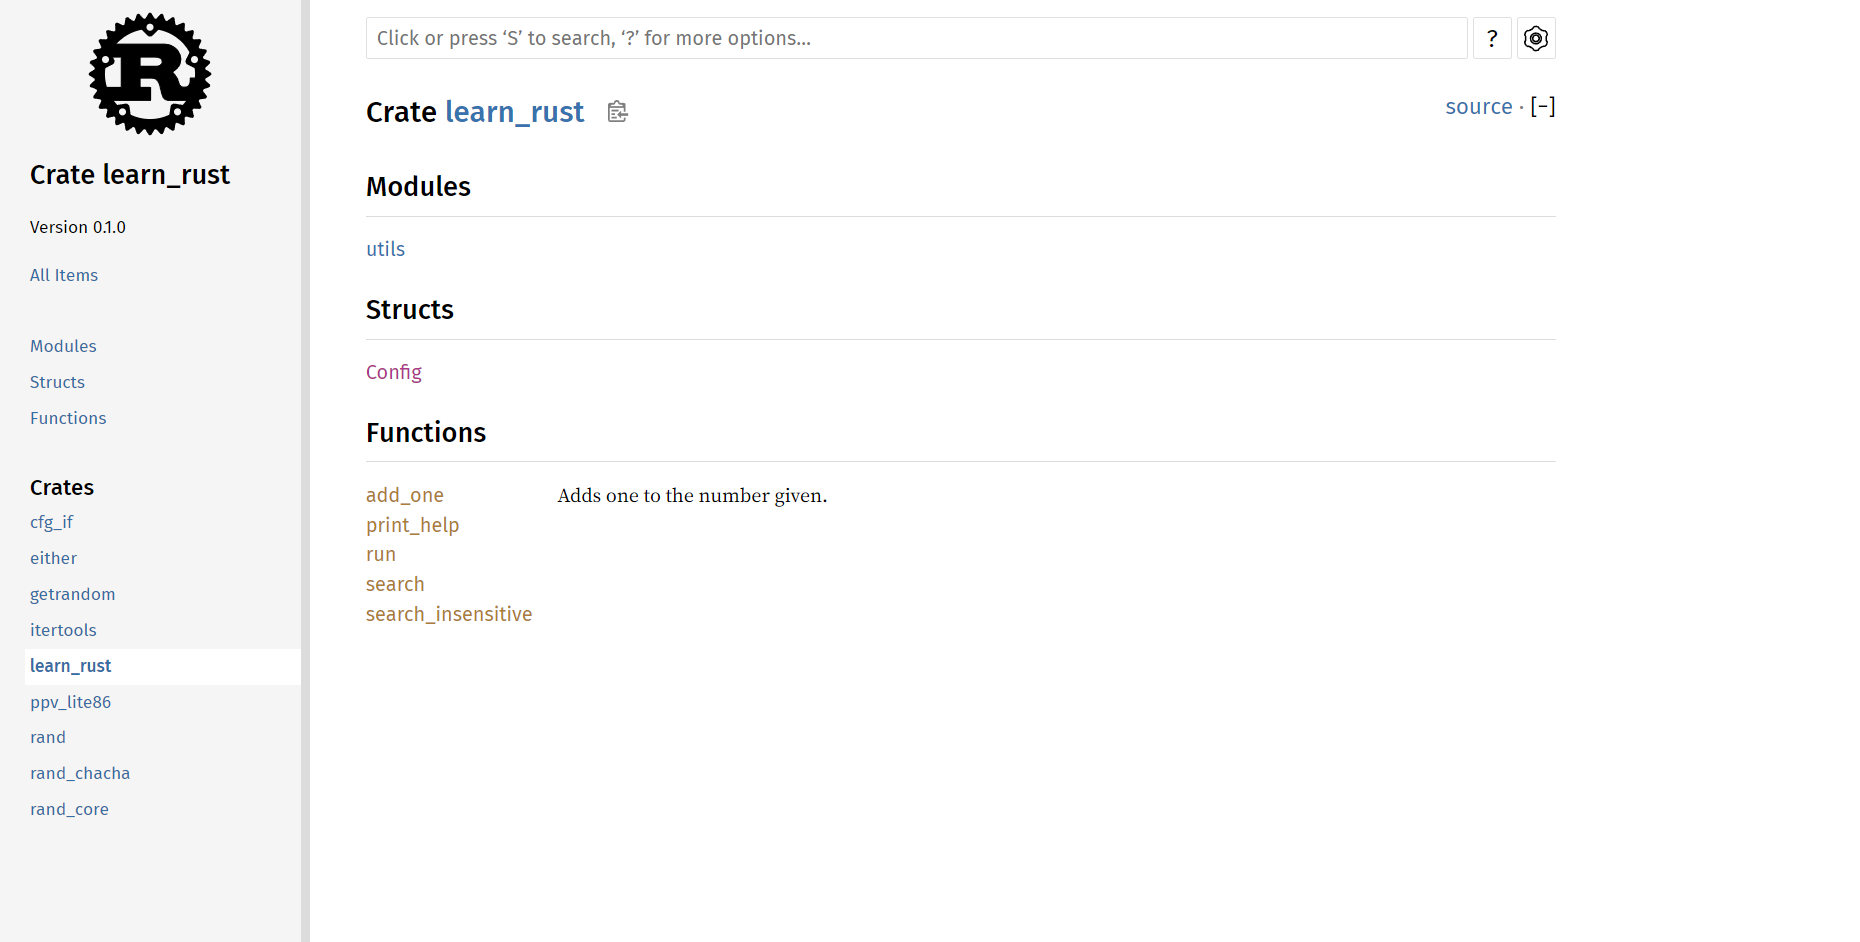 R
Crate learn_rust
Version 0.1.0
All Items
Modules
Structs
Functions
Crates
cfg_if
either
getrandom
itertools
learn_rust
ppv_lite86
rand
rand_chacha
rand_core
Click or press ‘S’ to search, ‘?’ for more options…
?
Crate learn_rust
source · [−]
Modules
utils
Structs
Config
Functions
add_one Adds one to the number given.
print_help
run
search
search_insensitive